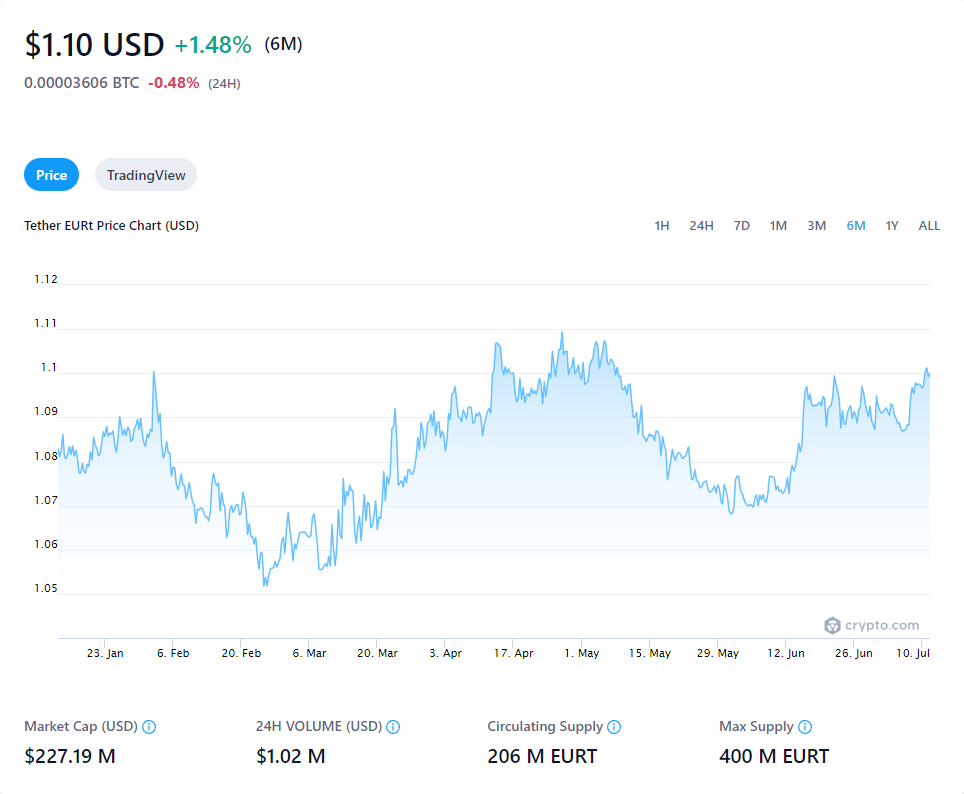 $1.10 USD +1.48% (6M)
0.00003606 BTC -0.48% (24H)
Price TradingView
Tether EURt Price Chart (USD) 1H 24H 7D 1M 3M 6M 1Y ALL
1.12
1.11
1.1
1.09
1.08
1.07
1.06
1.05
crypto.com
23. Jan 6. Feb 20. Feb 6. Mar 20. Mar 3. Apr 17. Apr 1. May 15. May 29. May 12. Jun 26. Jun 10. Jul
Market Cap (USD) 24H VOLUME (USD) Circulating Supply Max Supply
$227.19 M $1.02 M 206 M EURT 400 M EURT